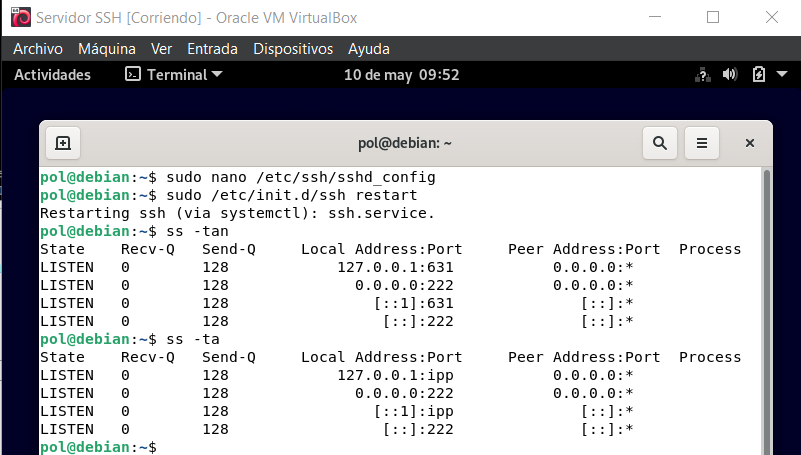 Servidor SSH [Corriendo] - Oracle VM VirtualBox
Archivo Máquina Ver Entrada Dispositivos Ayuda
Actividades Terminal 10 de may 09:52
pol@debian: ~
pol@debian:~$ sudo nano /etc/ssh/sshd_config
pol@debian:~$ sudo /etc/init.d/ssh restart
Restarting ssh (via systemctl): ssh.service.
pol@debian:~$ ss -tan
State Recv-Q Send-Q Local Address:Port Peer Address:Port Process
LISTEN 0 128 127.0.0.1:631 0.0.0.0:*
LISTEN 0 128 0.0.0.0:222 0.0.0.0:*
LISTEN 0 128 [::1]:631 [::]:*
LISTEN 0 128 [::]:222 [::]:*
pol@debian:~$ ss -ta
State Recv-Q Send-Q Local Address:Port Peer Address:Port Process
LISTEN 0 128 127.0.0.1:ipp 0.0.0.0:*
LISTEN 0 128 0.0.0.0:222 0.0.0.0:*
LISTEN 0 128 [::1]:ipp [::]:*
LISTEN 0 128 [::]:222 [::]:*
pol@debian:~$